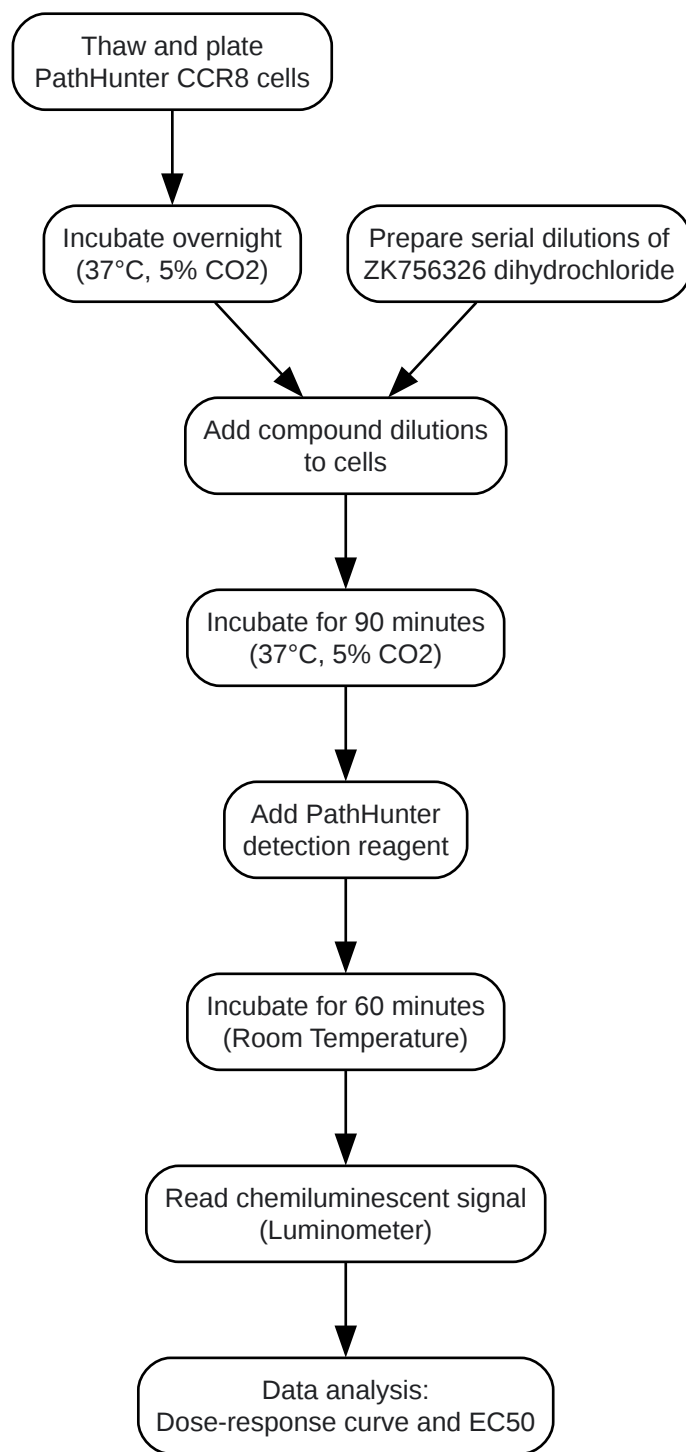 Thaw and plate
PathHunter CCR8 cells
Incubate overnight
(37°C, 5% CO2)
Prepare serial dilutions of
ZK756326 dihydrochloride
Add compound dilutions
to cells
Incubate for 90 minutes
(37°C, 5% CO2)
Add PathHunter
detection reagent
Incubate for 60 minutes
(Room Temperature)
Read chemiluminescent signal
(Luminometer)
Data analysis:
Dose-response curve and EC50